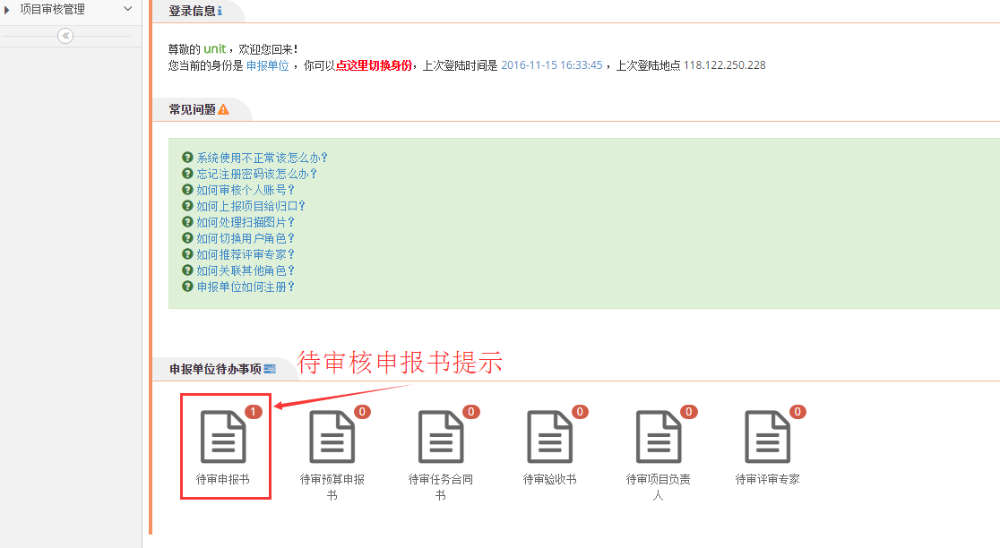 项目审核管理
登录信息
尊敬的 unit ，欢迎您回来!
您当前的身份是 申报单位 ，你可以点这里切换身份，上次登陆时间是 2016-11-15 16:33:45 ，上次登陆地点 118.122.250.228
常见问题
系统使用不正常该怎么办？
忘记注册密码该怎么办？
如何审核个人账号？
如何上报项目给归口？
如何处理扫描图片？
如何切换用户角色？
如何推荐评审专家？
如何关联其他角色？
申报单位如何注册？
申报单位待办事项
待审核申报书提示
1
0
0
0
0
0
待审申报书
待审预算申报书
待审任务合同书
待审验收书
待审项目负责人
待审评审专家